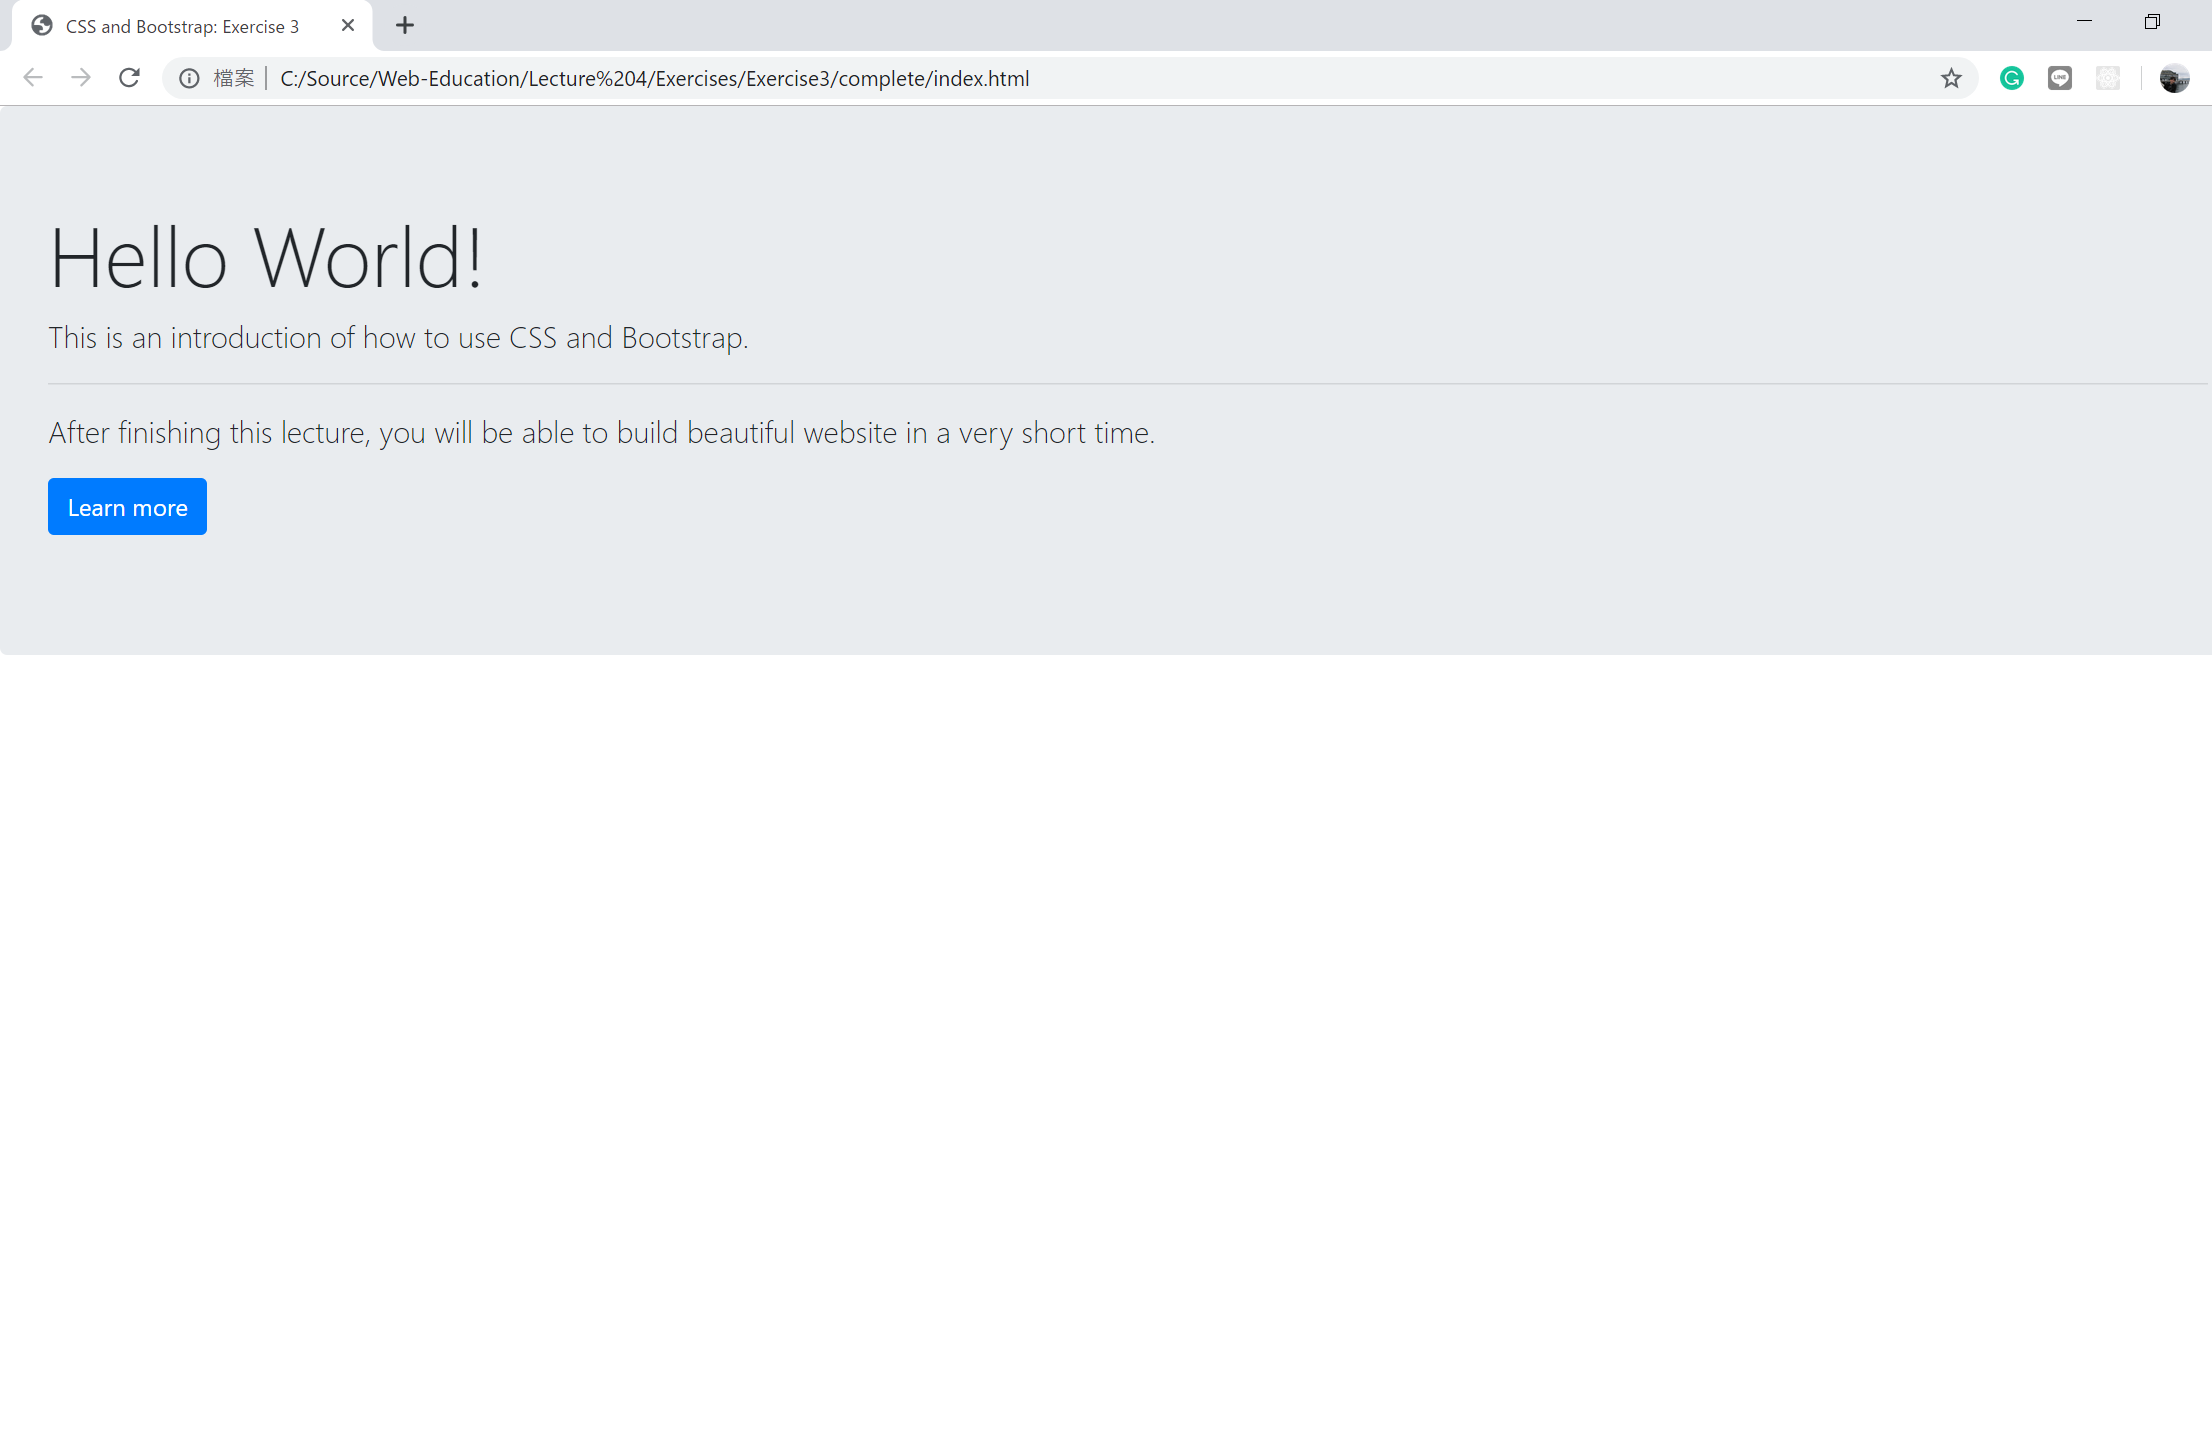 CSS and Bootstrap: Exercise 3
檔案 C:/Source/Web-Education/Lecture%204/Exercises/Exercise3/complete/index.html
LINE
Hello World!
This is an introduction of how to use CSS and Bootstrap.
After finishing this lecture, you will be able to build beautiful website in a very short time.
Learn more